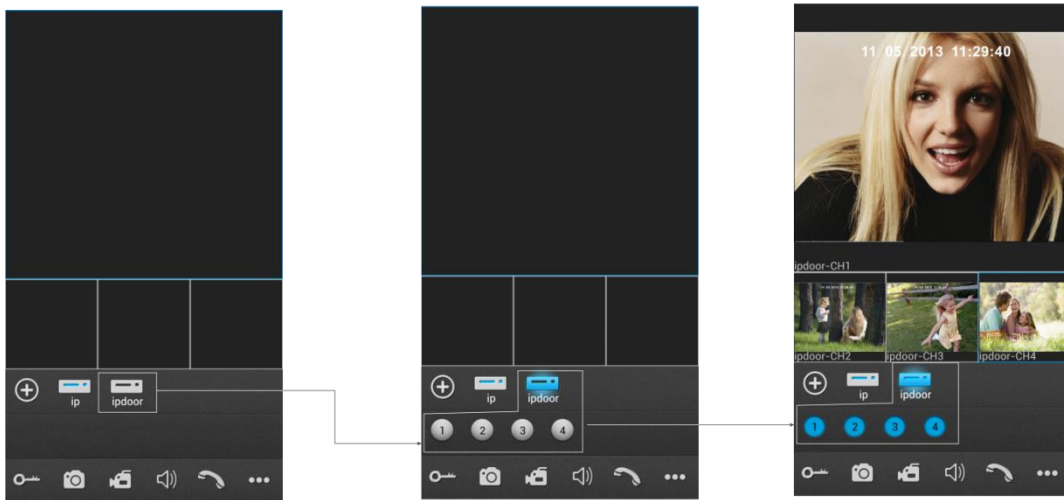 ip
ipdoor
ip
ipdoor
1
2
3
4
11 05 2013 11:29:40
ipdoor-CH1
ipdoor-CH2
ipdoor-CH3
ipdoor-CH4
ip
ipdoor
1
2
3
4